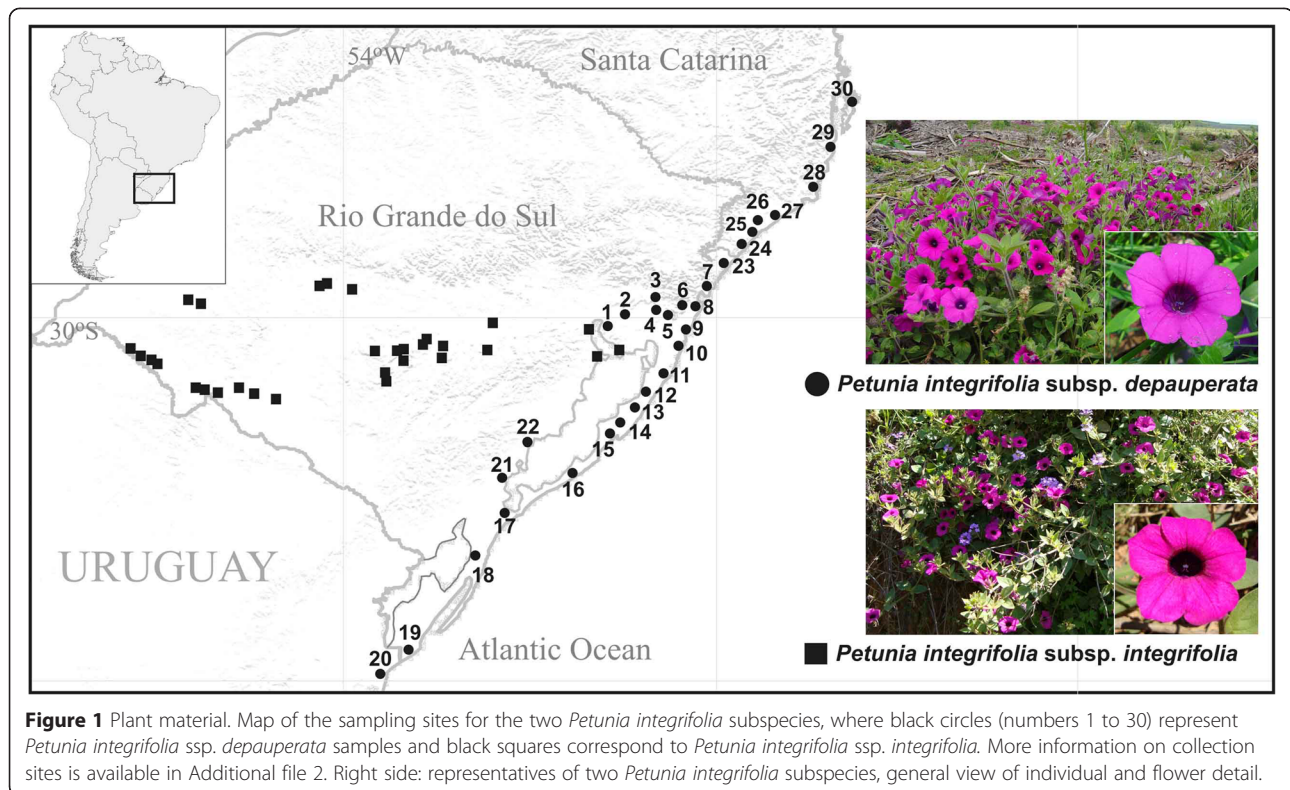 54ºW
Santa Catarina
30
29
28
Rio Grande do Sul
26
27
25
24
23
7
3
6
2
8
30ºS
1
4
5
9
10
11
12
13
14
15
22
16
21
17
URUGUAY
18
19
Atlantic Ocean
20
Petunia integrifolia subsp. depauperata
Petunia integrifolia subsp. integrifolia
Figure 1 Plant material. Map of the sampling sites for the two Petunia integrifolia subspecies, where black circles (numbers 1 to 30) represent
Petunia integrifolia ssp. depauperata samples and black squares correspond to Petunia integrifolia ssp. integrifolia. More information on collection
sites is available in Additional file 2. Right side: representatives of two Petunia integrifolia subspecies, general view of individual and flower detail.